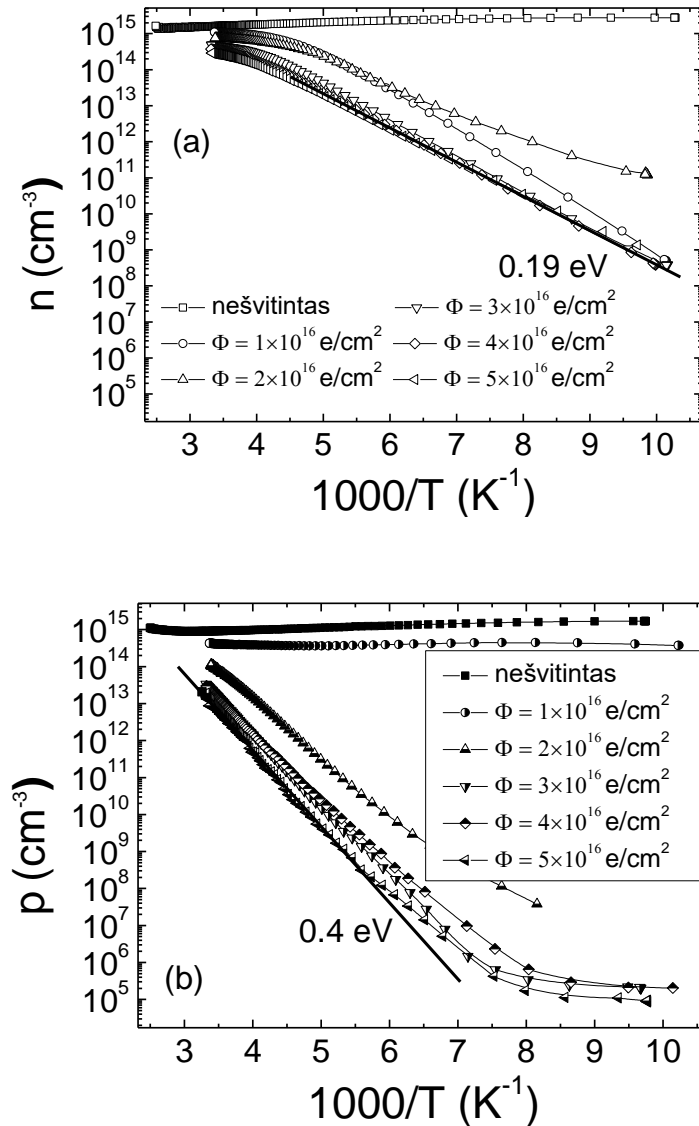 10^15
10^14
10^13
10^12
10^11
10^10
10^9
10^8
10^7
10^6
10^5
n (cm^-3)
(a)
0.19 eV
nešvitintas
Φ = 1×10^16 e/cm^2
Φ = 2×10^16 e/cm^2
Φ = 3×10^16 e/cm^2
Φ = 4×10^16 e/cm^2
Φ = 5×10^16 e/cm^2
3 4 5 6 7 8 9 10
1000/T (K^-1)
10^15
10^14
10^13
10^12
10^11
10^10
10^9
10^8
10^7
10^6
10^5
p (cm^-3)
nešvitintas
Φ = 1×10^16 e/cm^2
Φ = 2×10^16 e/cm^2
Φ = 3×10^16 e/cm^2
Φ = 4×10^16 e/cm^2
Φ = 5×10^16 e/cm^2
0.4 eV
(b)
3 4 5 6 7 8 9 10
1000/T (K^-1)